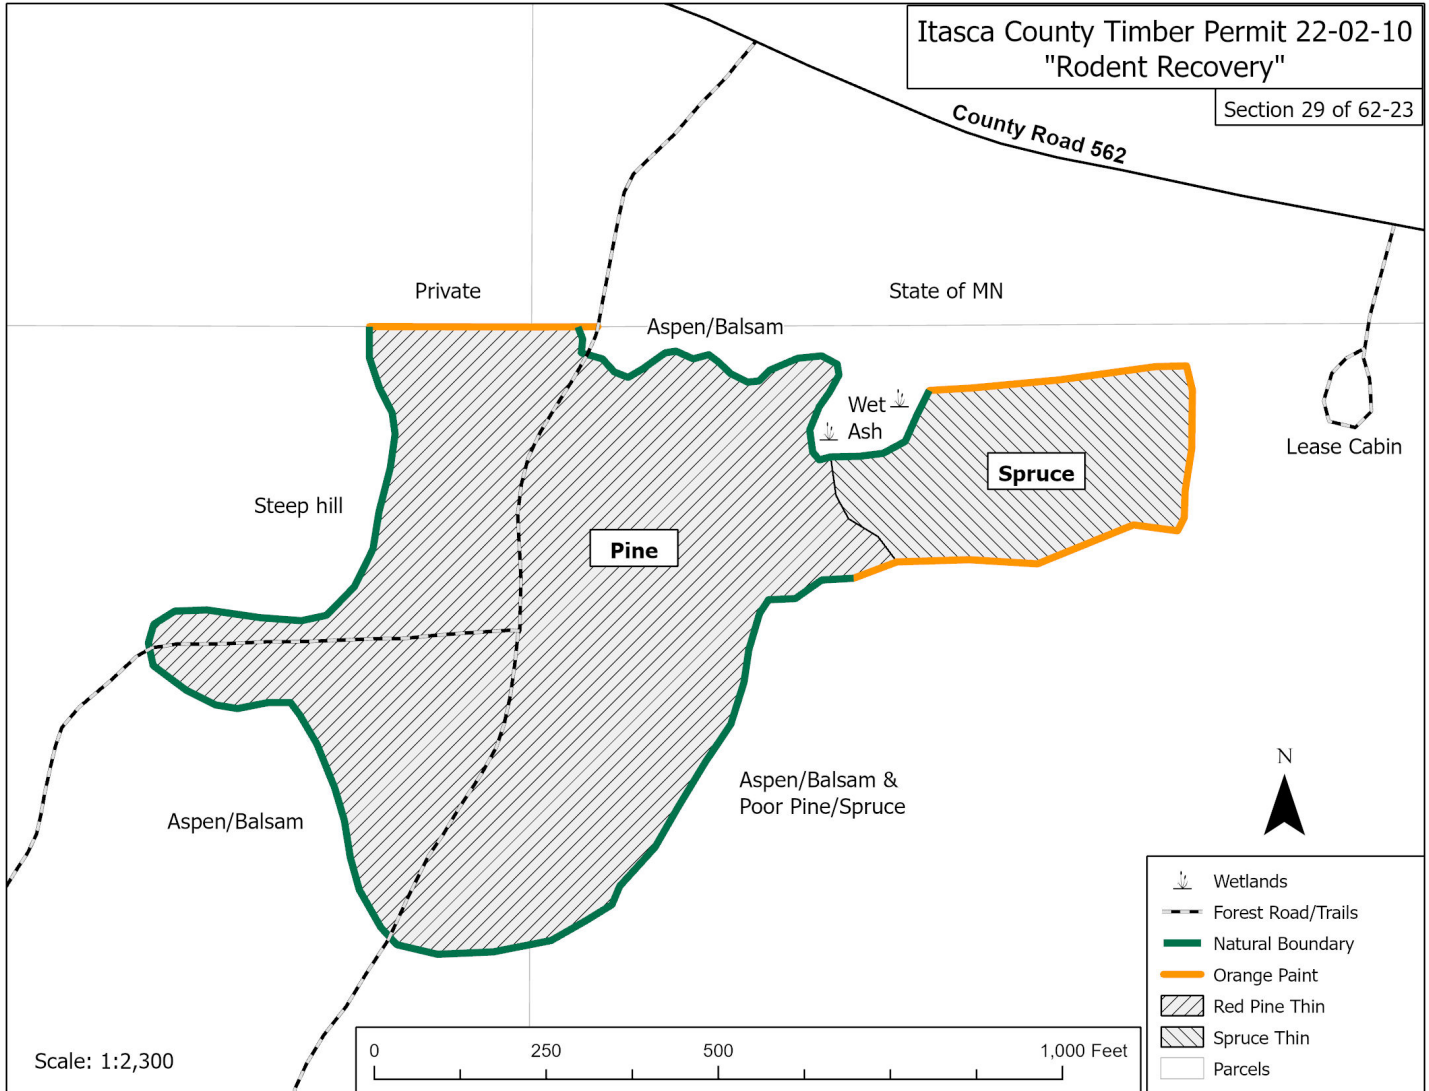 Itasca County Timber Permit 22-02-10
"Rodent Recovery"
Section 29 of 62-23
County Road 562
Private
State of MN
Aspen/Balsam
Wet
Ash
Lease Cabin
Spruce
Steep hill
Pine
Aspen/Balsam &
Poor Pine/Spruce
Aspen/Balsam
N
Wetlands
Forest Road/Trails
Natural Boundary
Orange Paint
Red Pine Thin
Spruce Thin
Parcels
Scale: 1:2,300
0 250 500 1,000 Feet